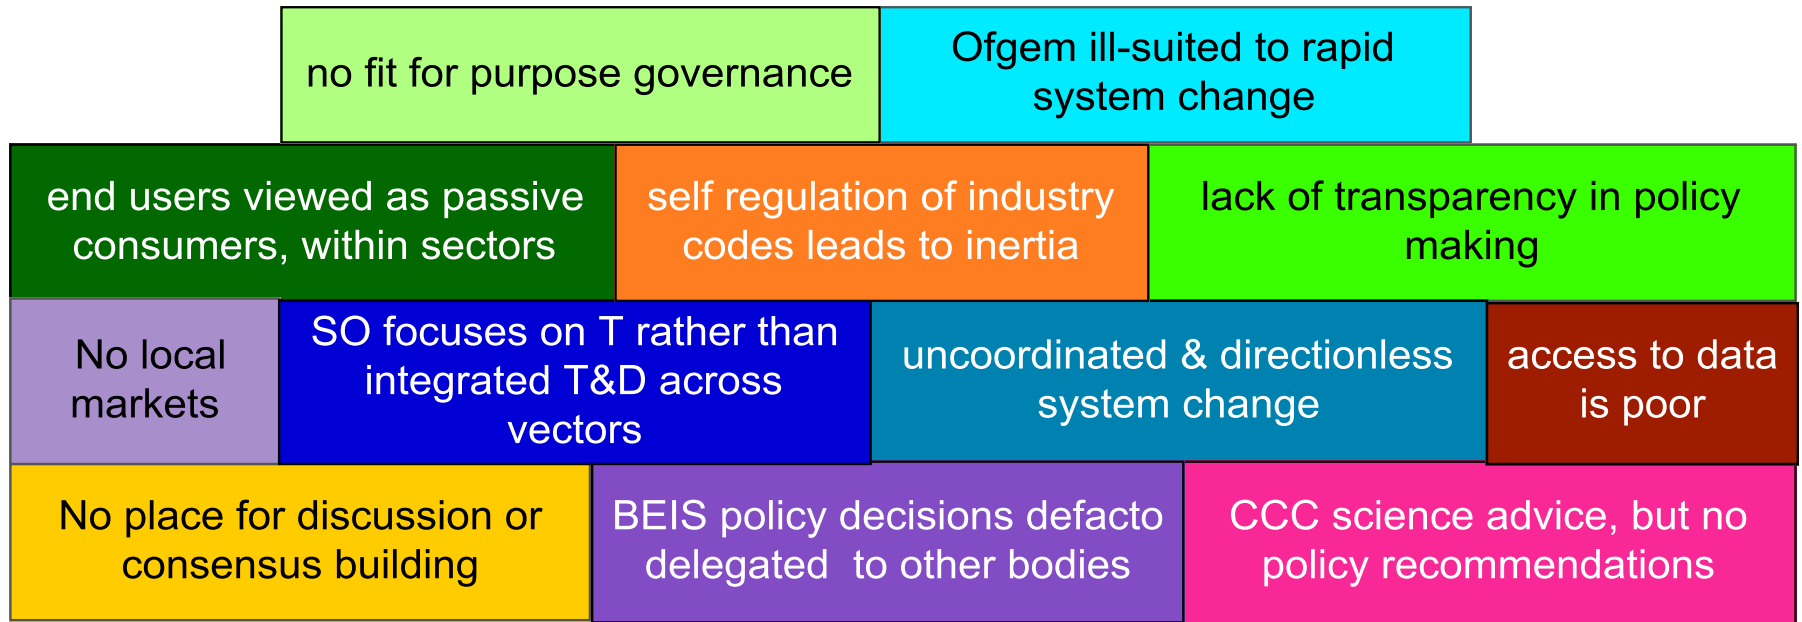 no fit for purpose governance
Ofgem ill-suited to rapid
system change
end users viewed as passive
consumers, within sectors
self regulation of industry
codes leads to inertia
lack of transparency in policy
making
No local
markets
SO focuses on T rather than
integrated T&D across
vectors
uncoordinated & directionless
system change
access to data
is poor
No place for discussion or
consensus building
BEIS policy decisions defacto
delegated  to other bodies
CCC science advice, but no
policy recommendations